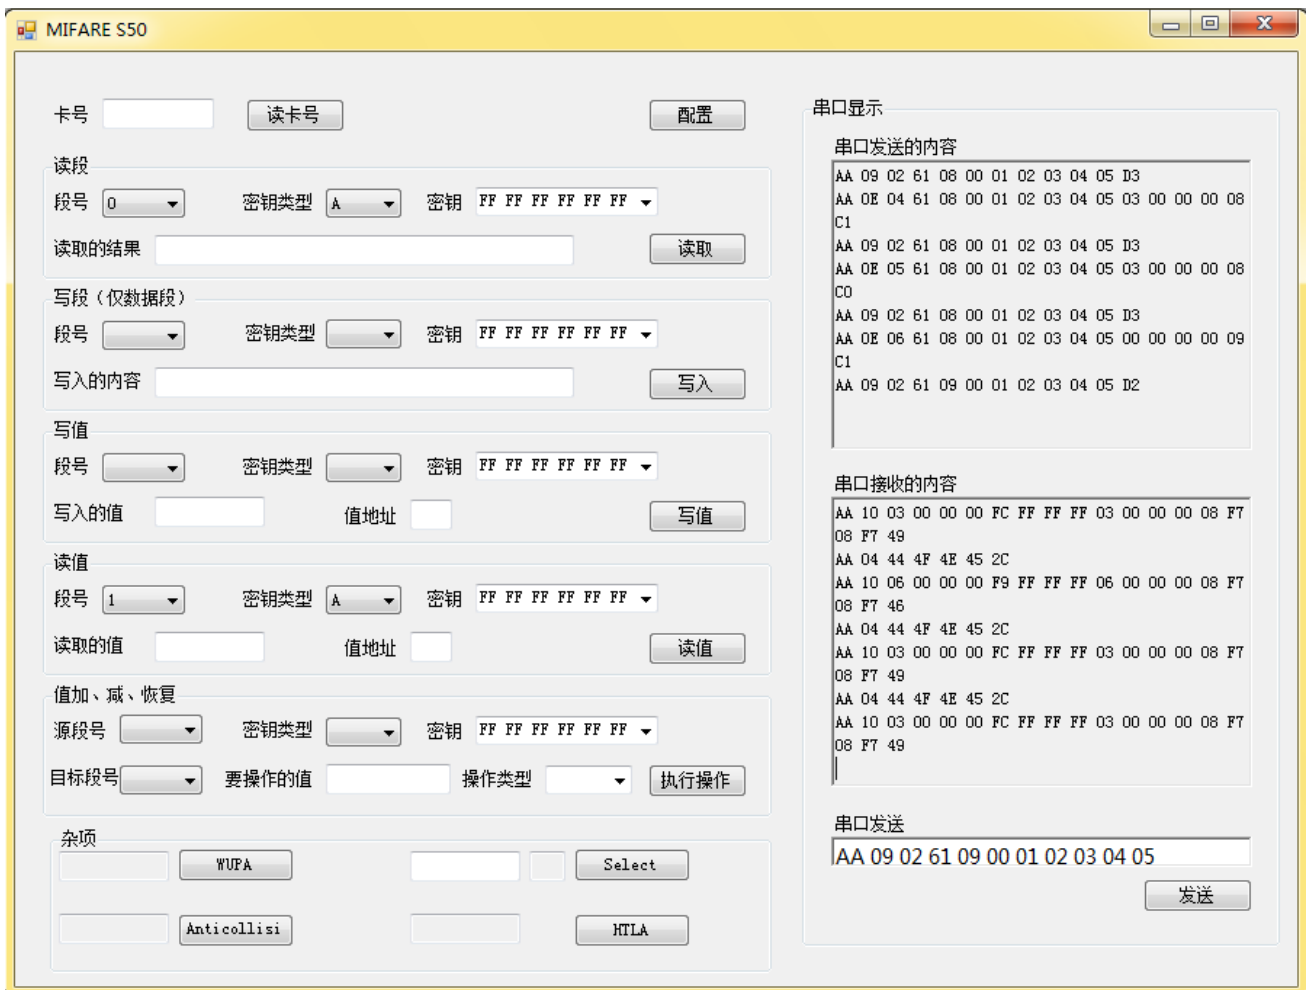 MIFARE S50
卡号 读卡号 配置
读段
段号 0 密钥类型 A 密钥 FF FF FF FF FF FF
读取的结果 读取
写段（仅数据段）
段号 密钥类型 密钥 FF FF FF FF FF FF
写入的内容 写入
写值
段号 密钥类型 密钥 FF FF FF FF FF FF
写入的值 值地址 写值
读值
段号 1 密钥类型 A 密钥 FF FF FF FF FF FF
读取的值 值地址 读值
值加、减、恢复
源段号 密钥类型 密钥 FF FF FF FF FF FF
目标段号 要操作的值 操作类型 执行操作
杂项
WUPA Select
Anticollisi HTLA
串口显示
串口发送的内容
AA 09 02 61 08 00 01 02 03 04 05 D3
AA 0E 04 61 08 00 01 02 03 04 05 03 00 00 00 08
C1
AA 09 02 61 08 00 01 02 03 04 05 D3
AA 0E 05 61 08 00 01 02 03 04 05 03 00 00 00 08
C0
AA 09 02 61 08 00 01 02 03 04 05 D3
AA 0E 06 61 08 00 01 02 03 04 05 00 00 00 00 09
C1
AA 09 02 61 09 00 01 02 03 04 05 D2
串口接收的内容
AA 10 03 00 00 00 FC FF FF FF 03 00 00 00 08 F7
08 F7 49
AA 04 44 4F 4E 45 2C
AA 10 06 00 00 00 F9 FF FF FF 06 00 00 00 08 F7
08 F7 46
AA 04 44 4F 4E 45 2C
AA 10 03 00 00 00 FC FF FF FF 03 00 00 00 08 F7
08 F7 49
AA 04 44 4F 4E 45 2C
AA 10 03 00 00 00 FC FF FF FF 03 00 00 00 08 F7
08 F7 49
串口发送
AA 09 02 61 09 00 01 02 03 04 05
发送